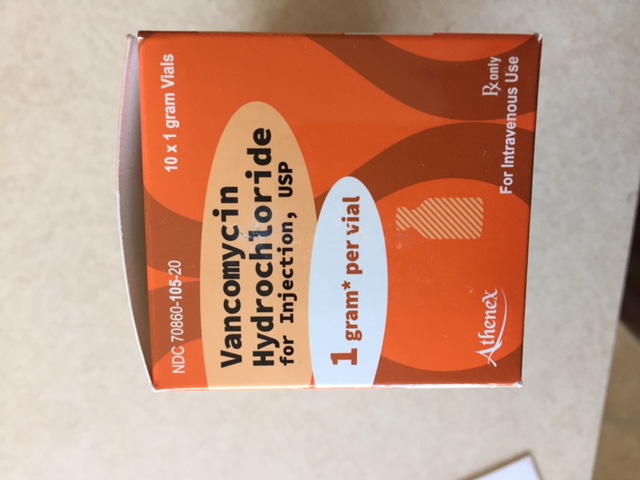 NDC 70860-105-20
10 x 1 gram Vials
Vancomycin
Hydrochloride
for Injection, USP
1 gram* per vial
Athenex
Rx only
For Intravenous Use